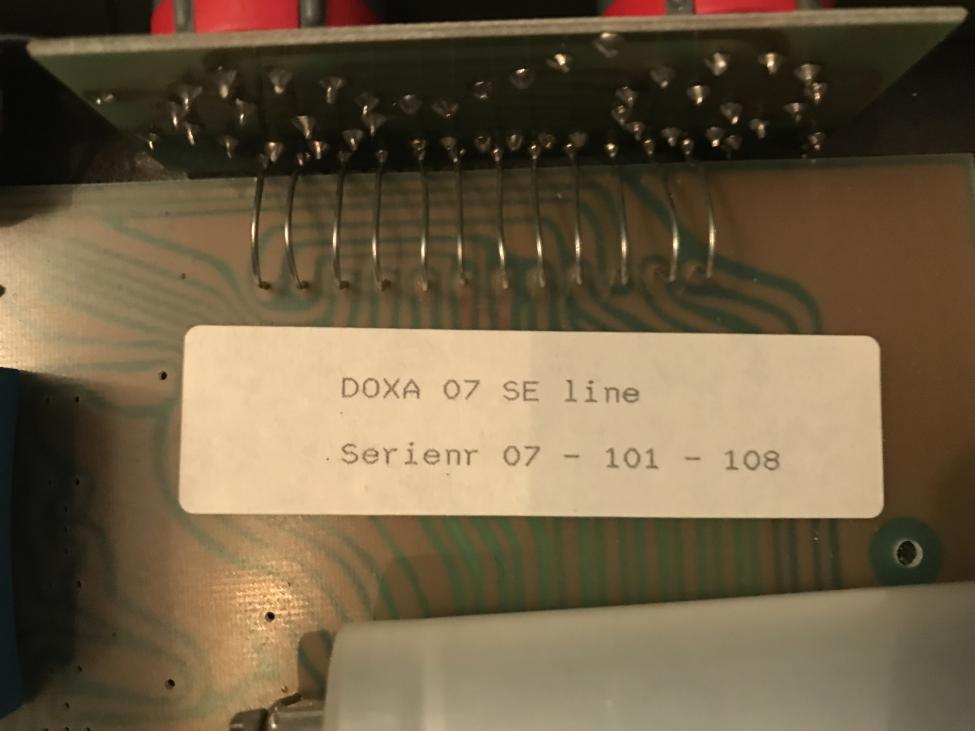 DOXA 07 SE line
Serienr 07 - 101 - 108